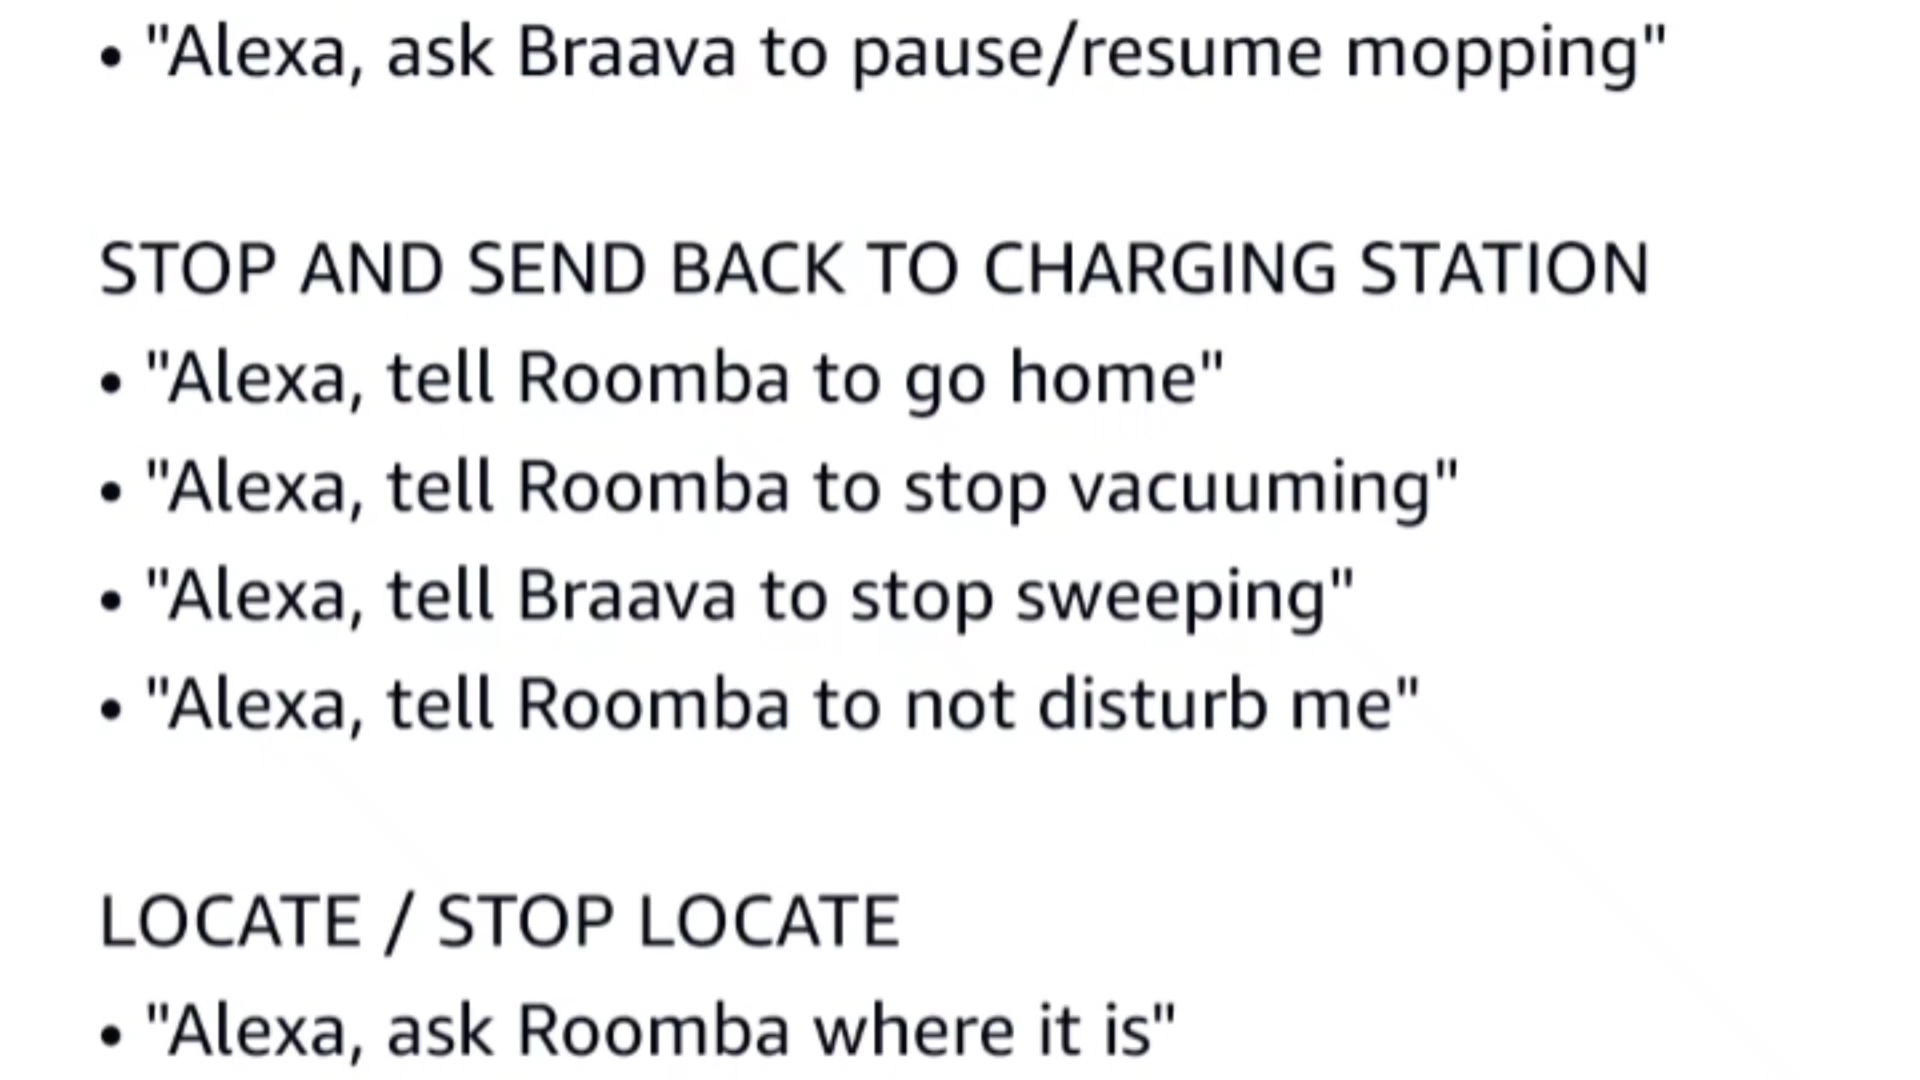 • "Alexa, ask Braava to pause/resume mopping"
STOP AND SEND BACK TO CHARGING STATION
• "Alexa, tell Roomba to go home"
• "Alexa, tell Roomba to stop vacuuming"
• "Alexa, tell Braava to stop sweeping"
• "Alexa, tell Roomba to not disturb me"
LOCATE / STOP LOCATE
• "Alexa, ask Roomba where it is"